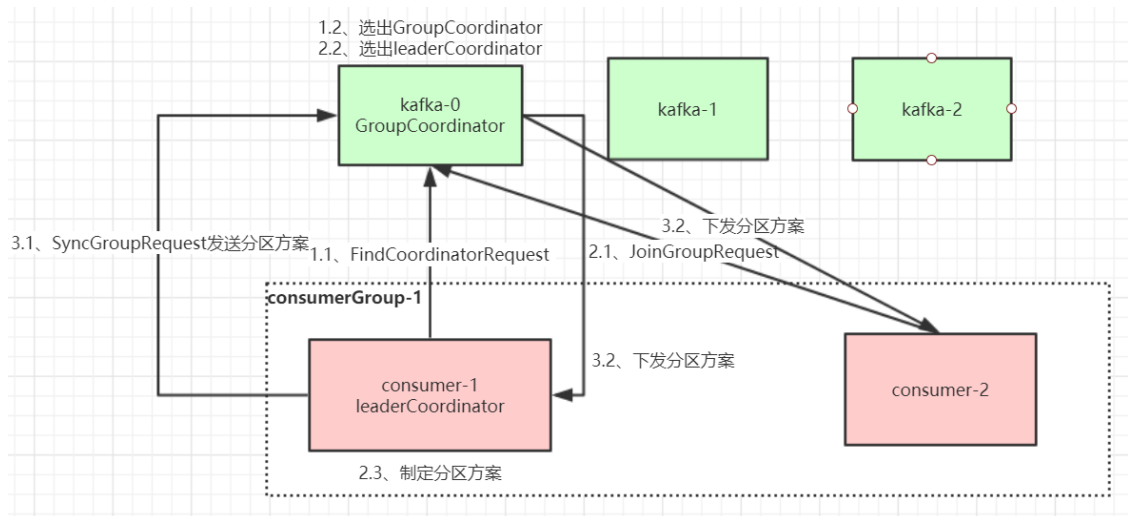 1.2、选出GroupCoordinator
2.2、选出leaderCoordinator
kafka-0
GroupCoordinator
kafka-1
kafka-2
3.2、下发分区方案
3.1、SyncGroupRequest发送分区方案
1.1、FindCoordinatorRequest
2.1、JoinGroupRequest
consumerGroup-1
3.2、下发分区方案
consumer-1
leaderCoordinator
consumer-2
2.3、制定分区方案